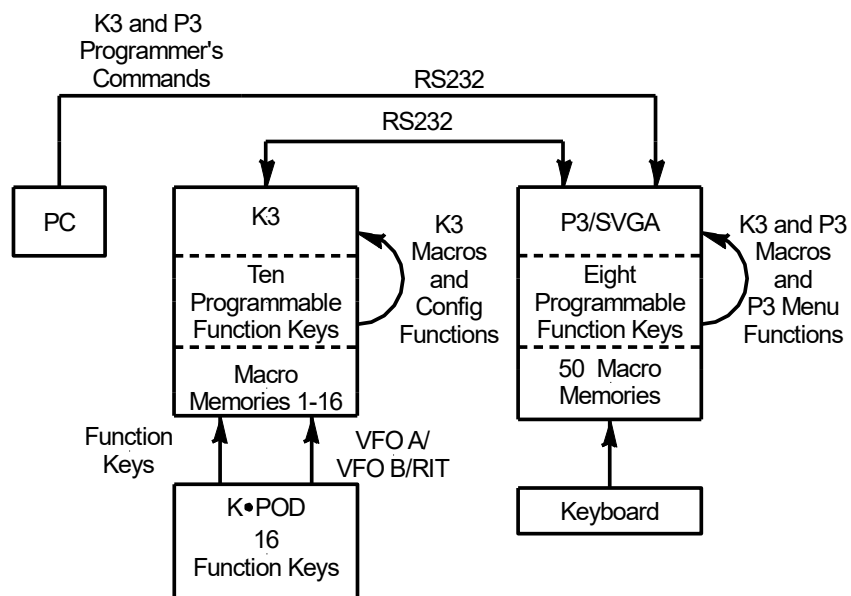 K3 and P3
Programmer's
Commands
RS232
RS232
PC
K3
Ten
Programmable
Function Keys
Macro
Memories 1-16
K3
Macros
and
Config
Functions
P3/SVGA
Eight
Programmable
Function Keys
50 Macro
Memories
K3 and P3
Macros
and
P3 Menu
Functions
Function
Keys
VFO A/
VFO B/RIT
K•POD
16
Function Keys
Keyboard